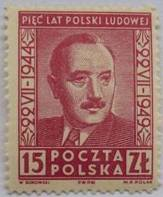 PIĘĆ LAT POLSKI LUDOWEJ
22·VII·1944
22·VII·1949
15 POCZTA POLSKA ZŁ